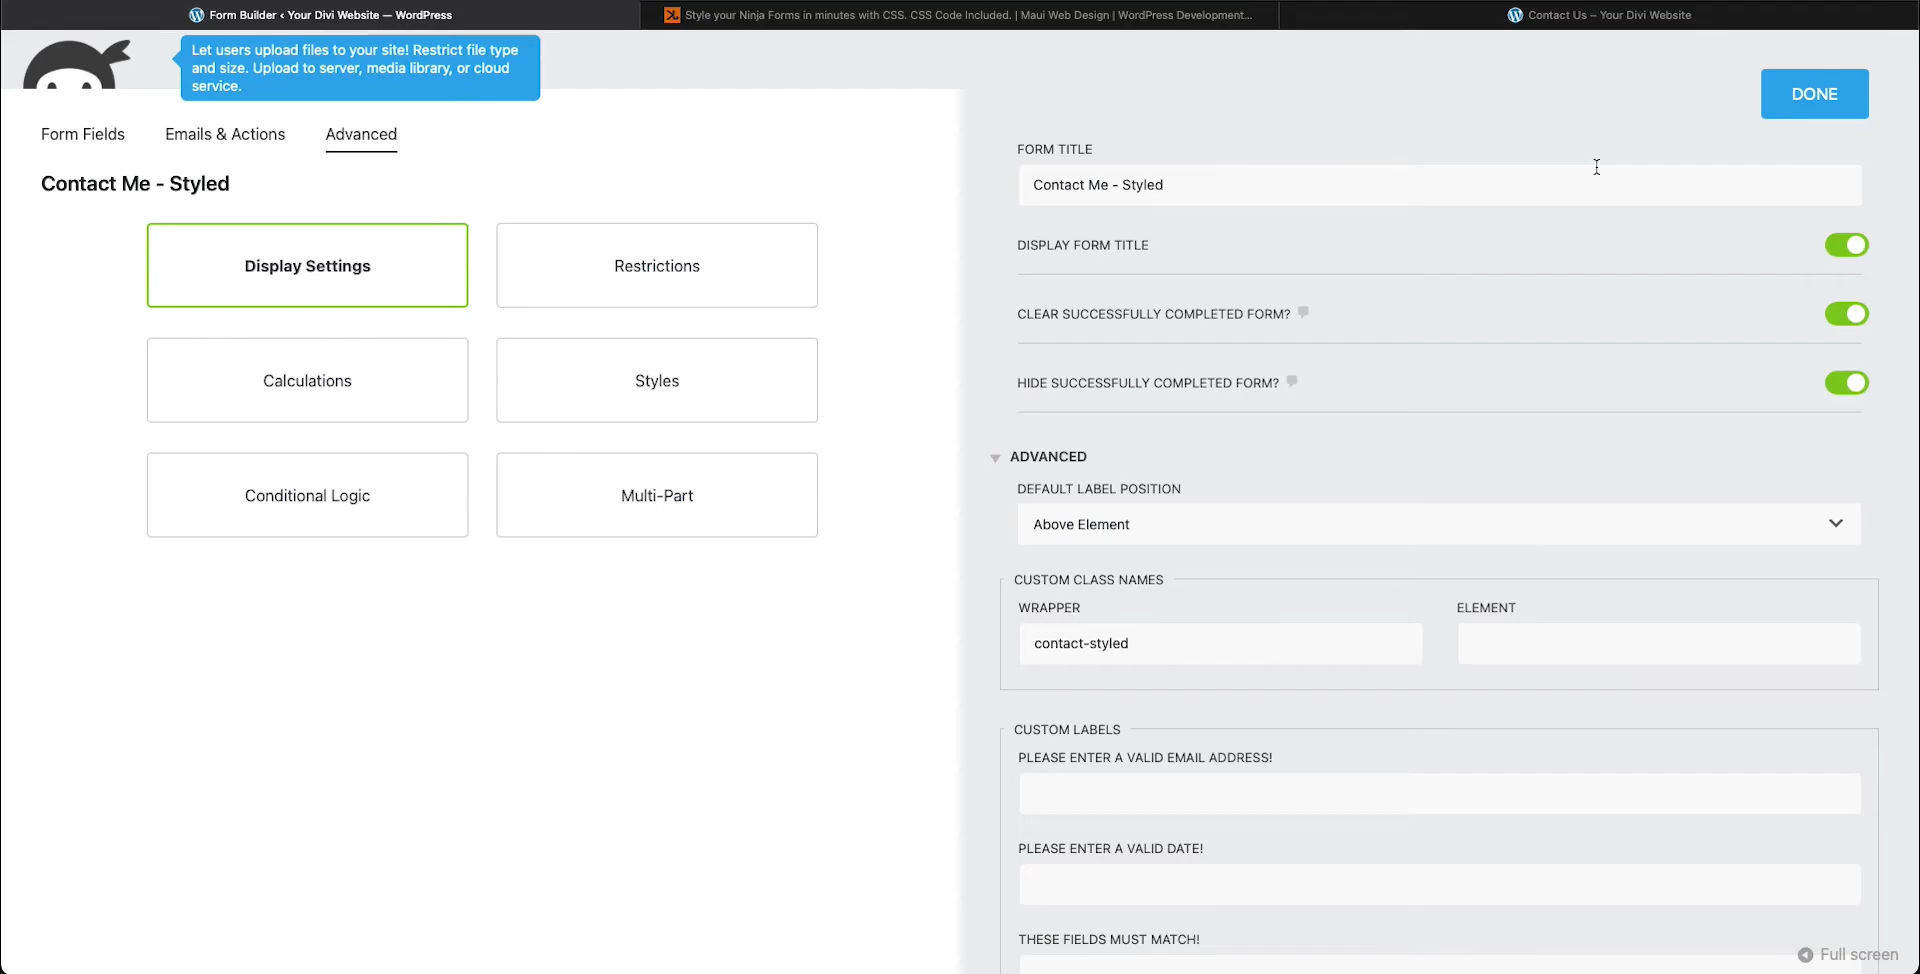 Form Builder ‹ Your Divi Website — WordPress
Style your Ninja Forms in minutes with CSS. CSS Code Included. | Maui Web Design | WordPress Development...
Contact Us – Your Divi Website
Let users upload files to your site! Restrict file type
and size. Upload to server, media library, or cloud
service.
DONE
Form Fields
Emails & Actions
Advanced
Contact Me - Styled
Display Settings
Restrictions
Calculations
Styles
Conditional Logic
Multi-Part
FORM TITLE
Contact Me - Styled
DISPLAY FORM TITLE
CLEAR SUCCESSFULLY COMPLETED FORM?
HIDE SUCCESSFULLY COMPLETED FORM?
ADVANCED
DEFAULT LABEL POSITION
Above Element
CUSTOM CLASS NAMES
WRAPPER
ELEMENT
contact-styled
CUSTOM LABELS
PLEASE ENTER A VALID EMAIL ADDRESS!
PLEASE ENTER A VALID DATE!
THESE FIELDS MUST MATCH!
Full screen